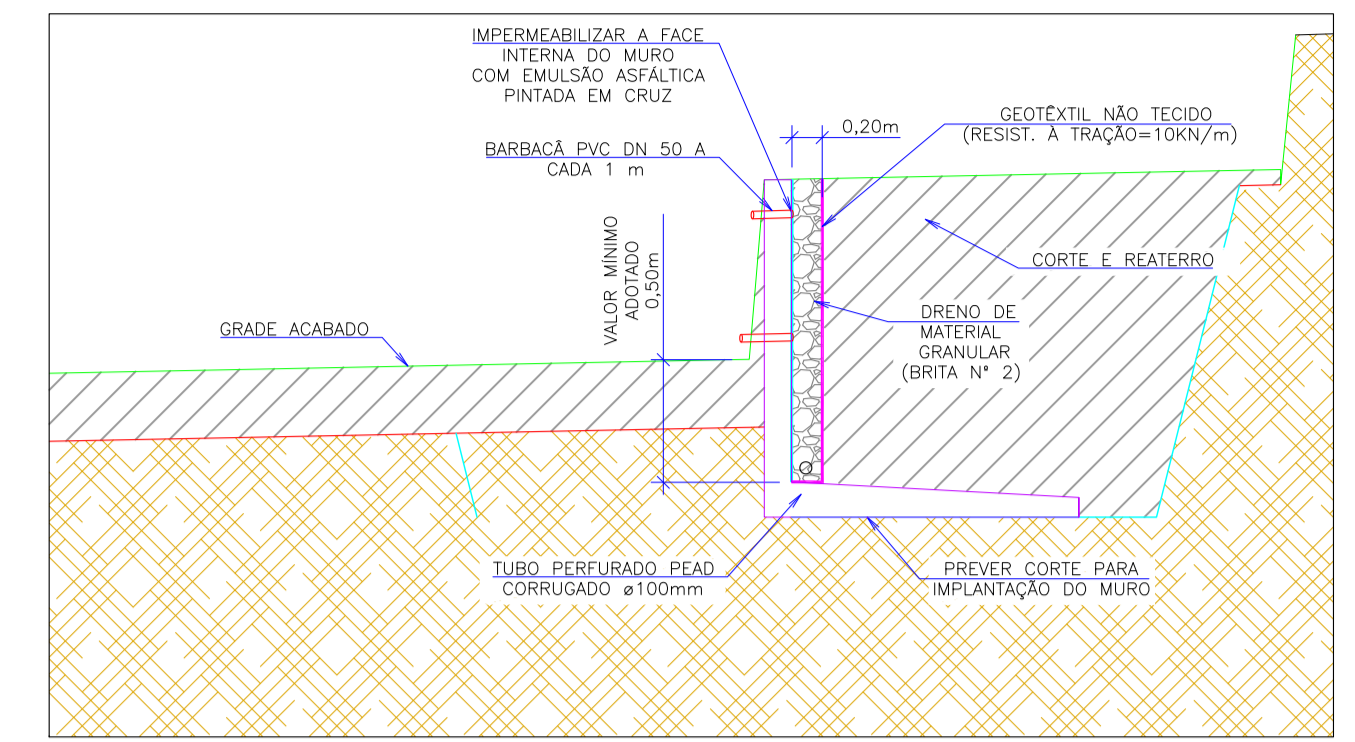 IMPERMEABILIZAR A FACE
INTERNA DO MURO
COM EMULSÃO ASFÁLTICA
PINTADA EM CRUZ
BARBACÃ PVC DN 50 A
CADA 1 m
0,20m
GEOTÊXTIL NÃO TECIDO
(RESIST. À TRAÇÃO=10KN/m)
VALOR MÍNIMO
ADOTADO
0,50m
CORTE E REATERRO
DRENO DE
MATERIAL
GRANULAR
(BRITA N° 2)
GRADE ACABADO
TUBO PERFURADO PEAD
CORRUGADO ø100mm
PREVER CORTE PARA
IMPLANTAÇÃO DO MURO